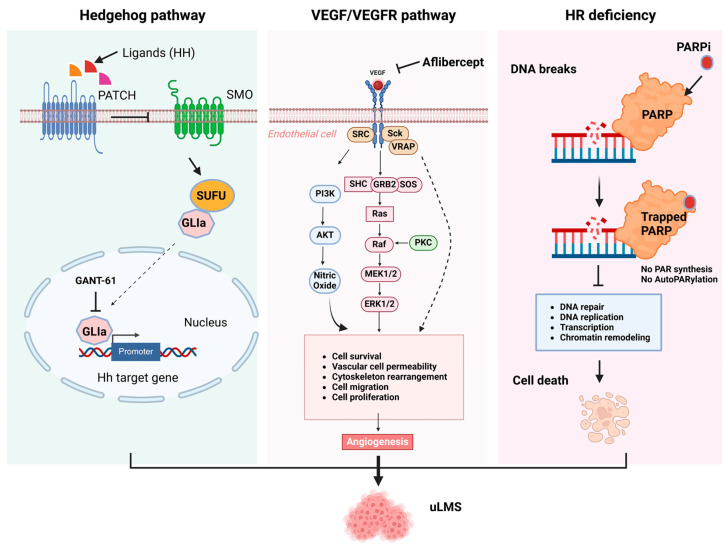 Hedgehog pathway
Ligands (HH)
PATCH
SMO
SUFU
GLIa
GANT-61
GLIa
Nucleus
Promoter
Hh target gene
VEGF/VEGFR pathway
VEGF
Aflibercept
Endothelial cell
SRC
Sck
VRAP
PI3K
SHC
GRB2
SOS
Ras
AKT
Raf
PKC
Nitric
Oxide
MEK1/2
ERK1/2
• Cell survival
• Vascular cell permeability
• Cytoskeleton rearrangement
• Cell migration
• Cell proliferation
Angiogenesis
HR deficiency
PARPi
DNA breaks
PARP
Trapped
PARP
No PAR synthesis
No AutoPARylation
• DNA repair
• DNA replication
• Transcription
• Chromatin remodeling
Cell death
uLMS